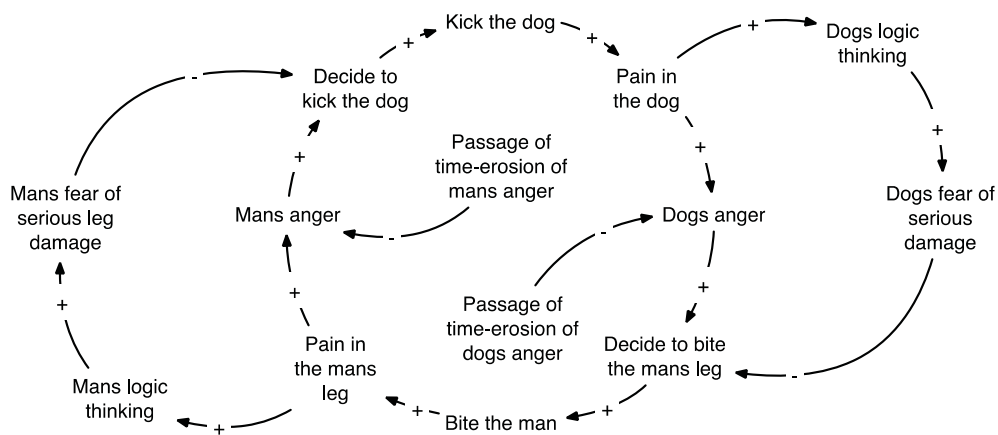 Kick the dog
+
+
+
Dogs logic
thinking
-
Decide to
kick the dog
Pain in
the dog
+
+
+
Passage of
time-erosion of
mans anger
Mans fear of
serious leg
damage
Mans anger
-
Dogs anger
Dogs fear of
serious
damage
-
+
+
+
Passage of
time-erosion of
dogs anger
Pain in
the mans
leg
Decide to bite
the mans leg
-
Mans logic
thinking
+
+
Bite the man
+